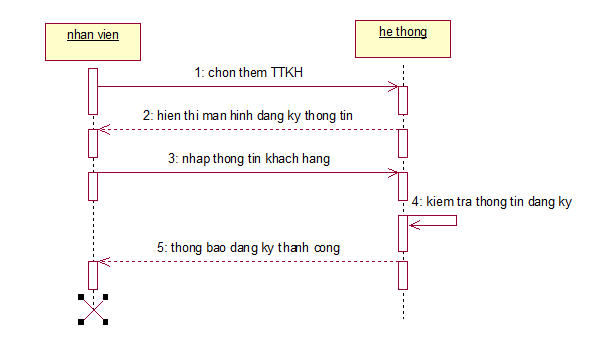 nhan vien
he thong
1: chon them TTKH
2: hien thi man hinh dang ky thong tin
3: nhap thong tin khach hang
4: kiem tra thong tin dang ky
5: thong bao dang ky thanh cong